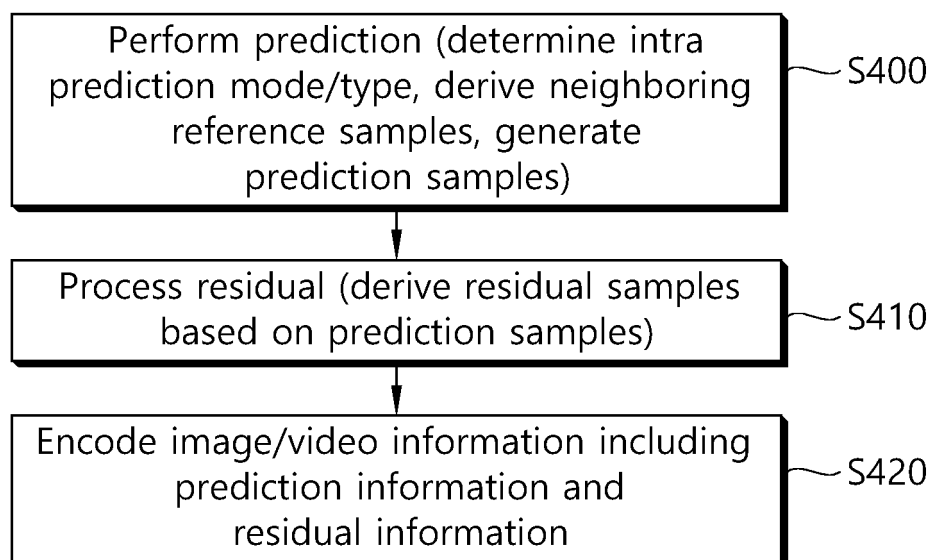 Perform prediction (determine intra
prediction mode/type, derive neighboring
reference samples, generate
prediction samples)
S400
Process residual (derive residual samples
based on prediction samples)
S410
Encode image/video information including
prediction information and
residual information
S420